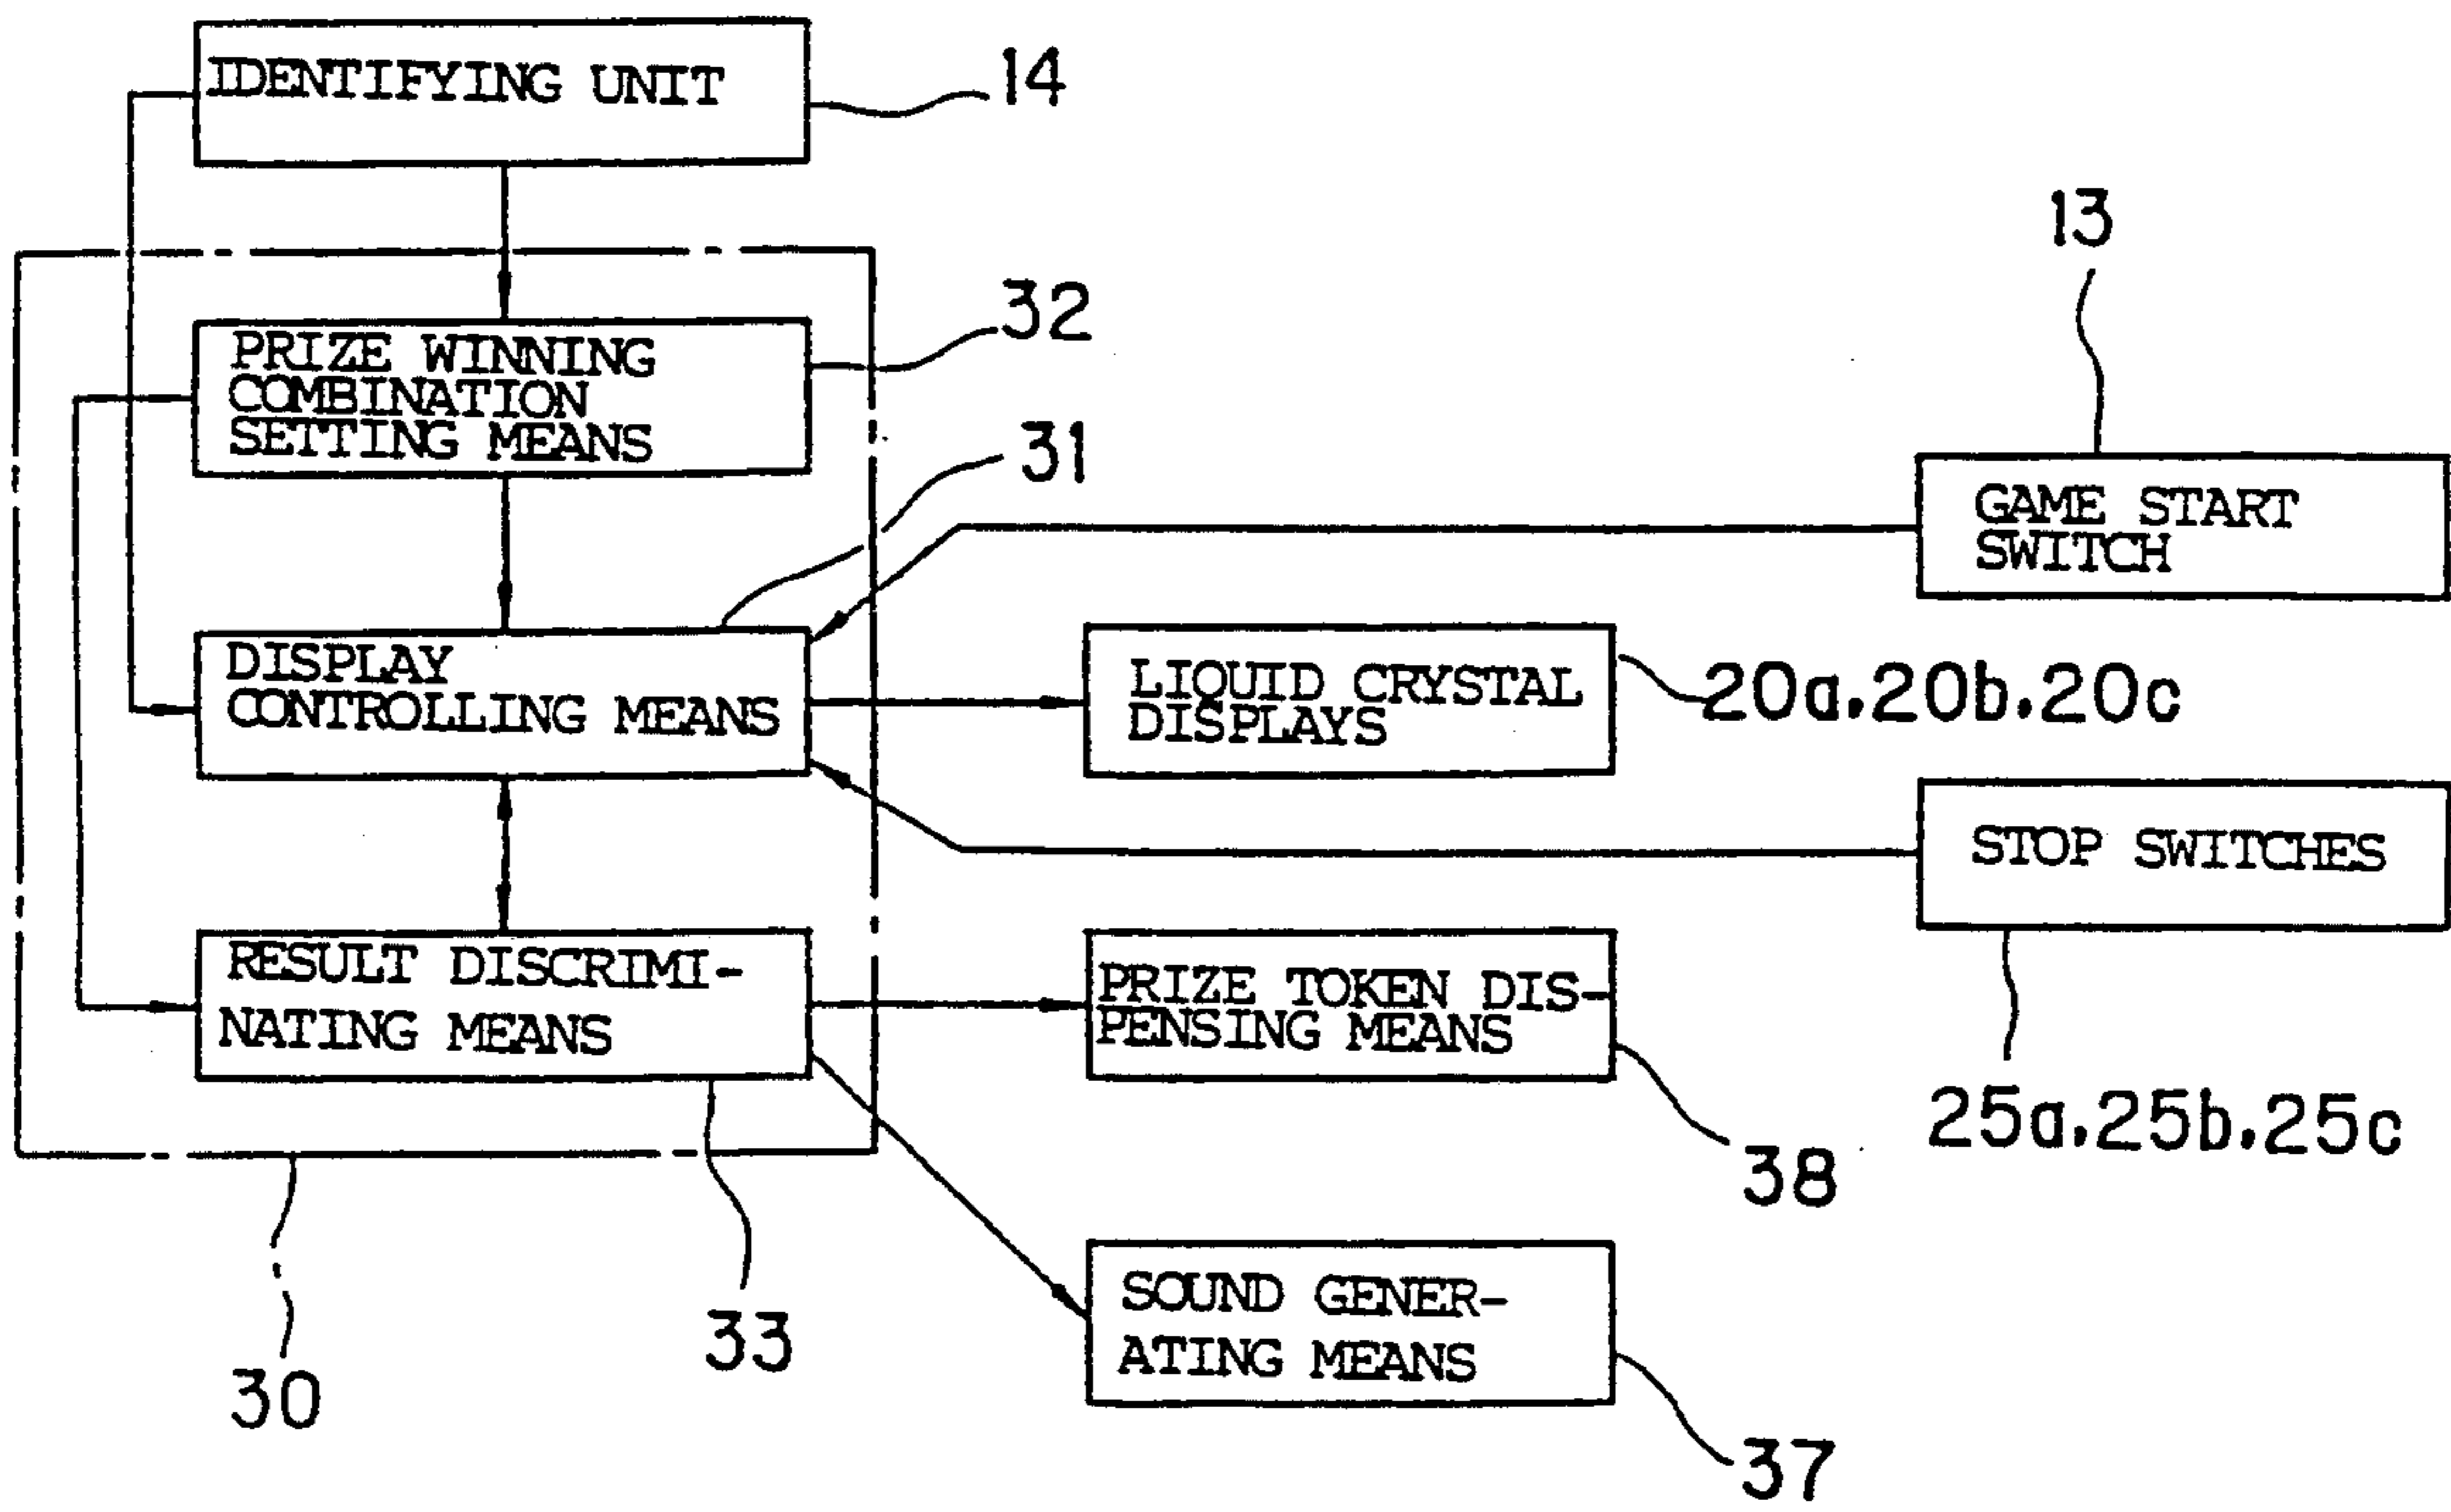 IDENTIFYING UNIT
14
13
PRIZE WINNING
COMBINATION
SETTING MEANS
32
31
GAME START
SWITCH
DISPLAY
CONTROLLING MEANS
LIQUID CRYSTAL
DISPLAYS
20a.20b.20c
STOP SWITCHES
25a.25b.25c
RESULT DISCRIMI-
NATING MEANS
PRIZE TOKEN DIS-
PENSING MEANS
38
33
30
SOUND GENER-
ATING MEANS
37